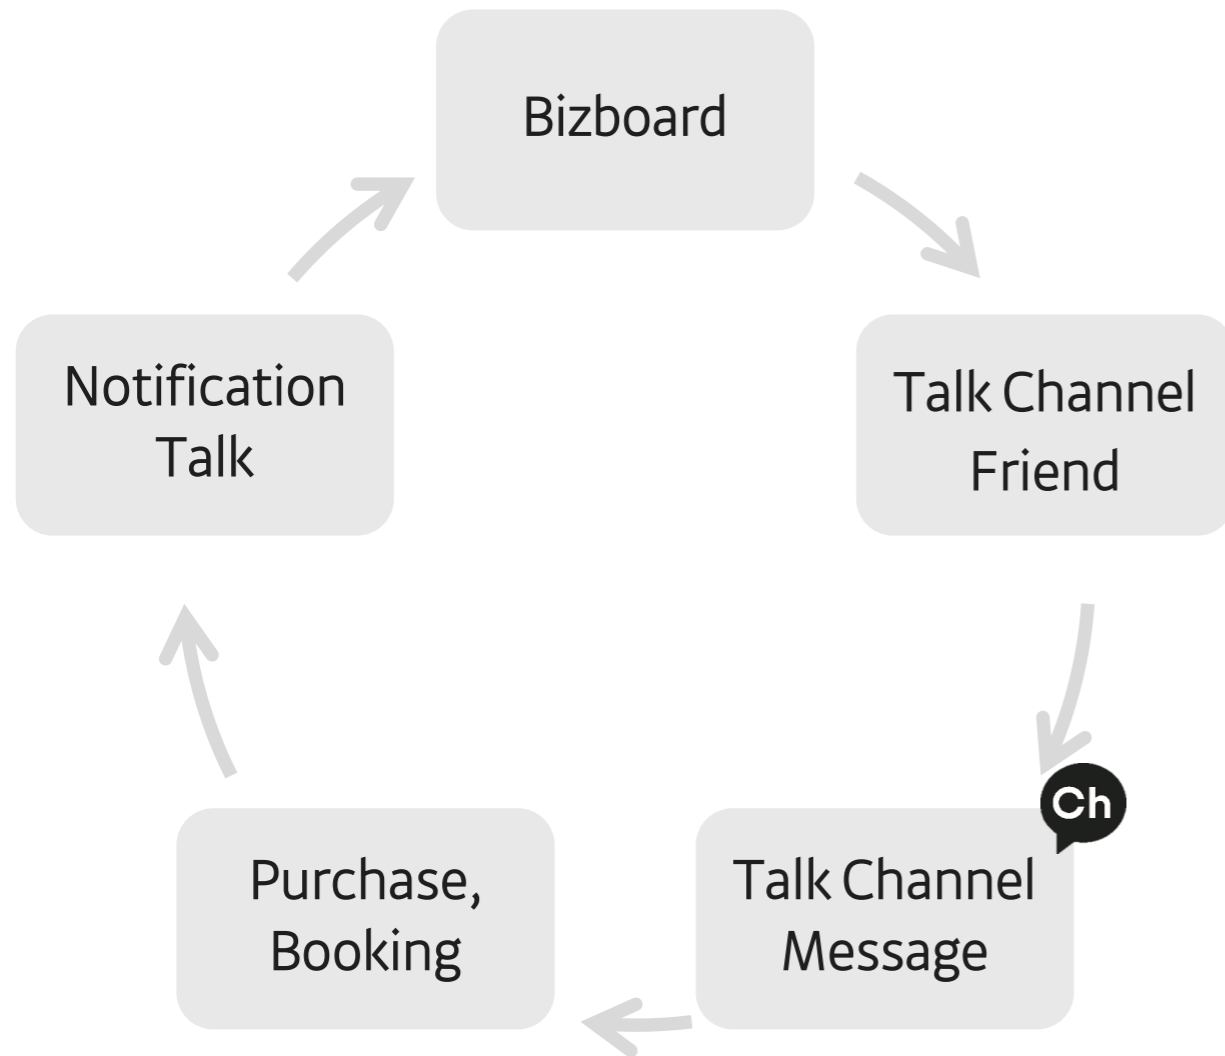 Bizboard
Notification
Talk
Talk Channel
Friend
Ch
Purchase,
Booking
Talk Channel
Message